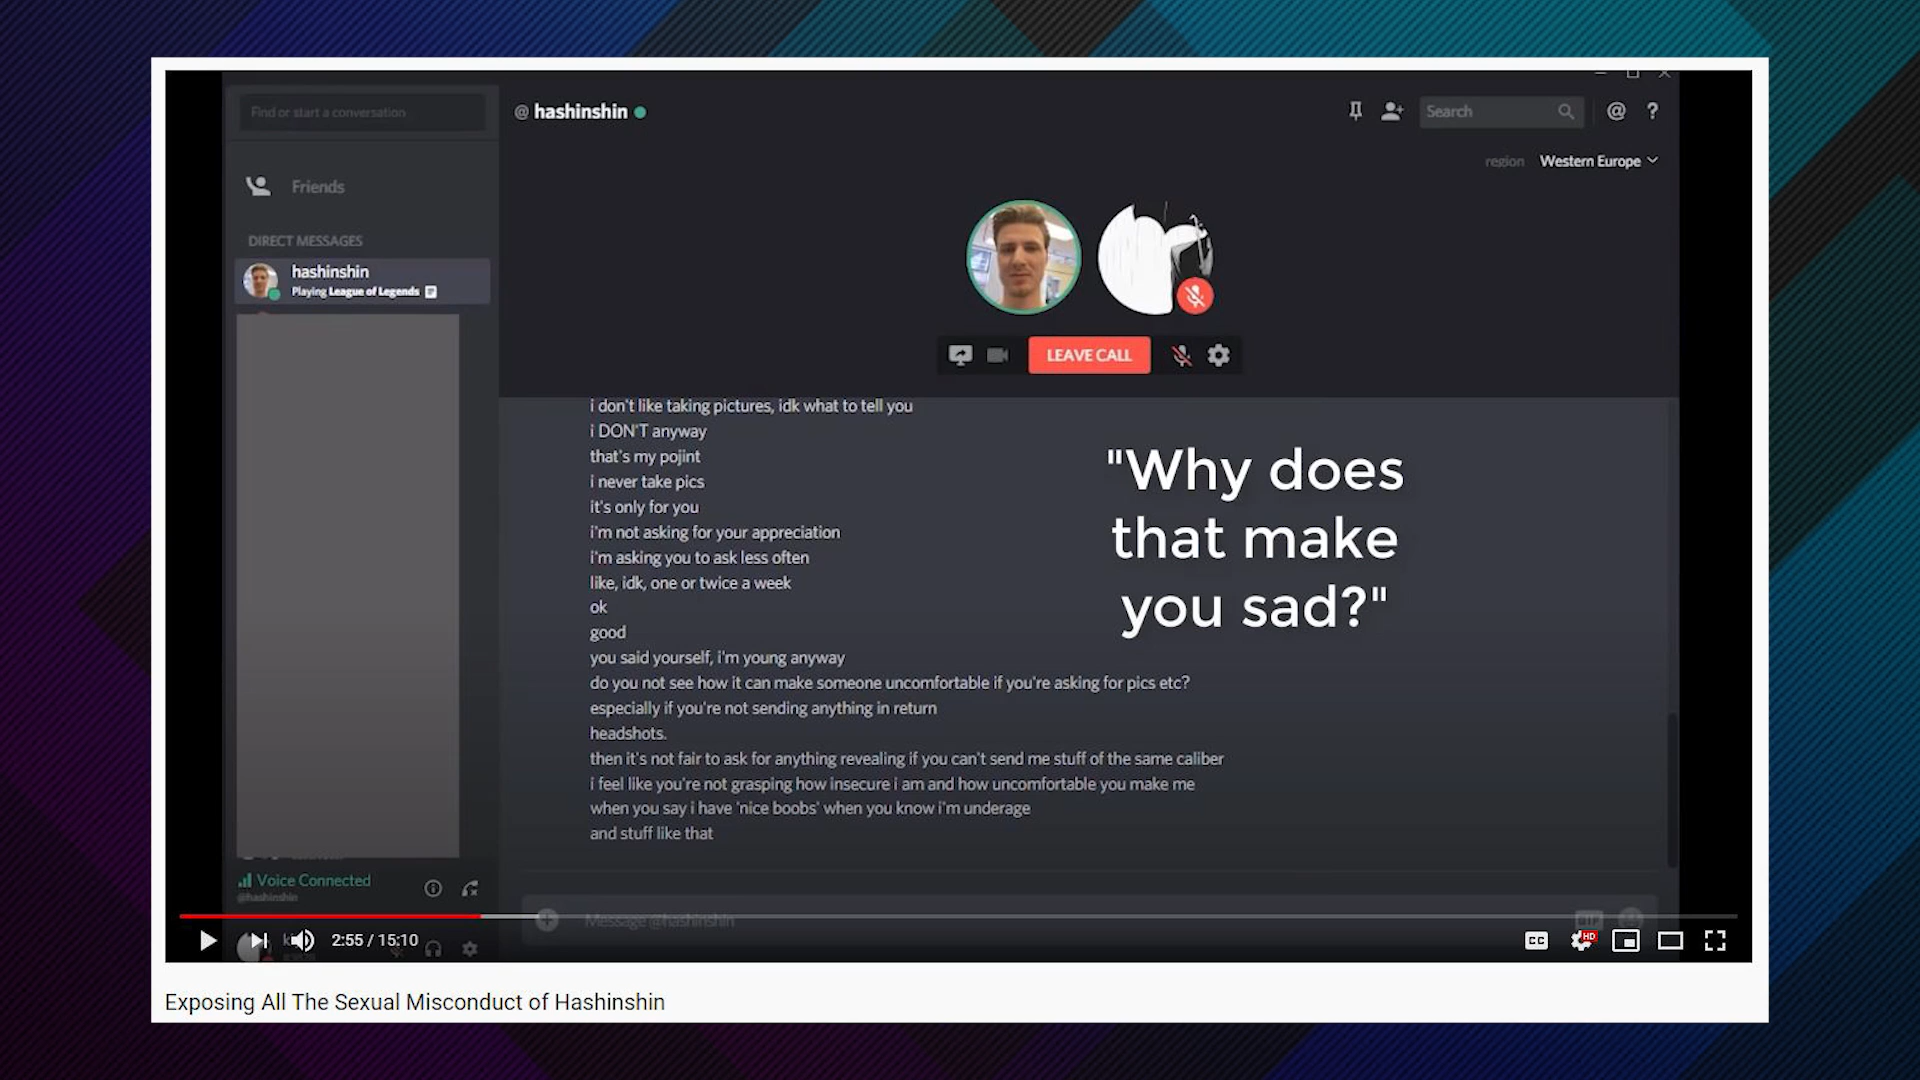 Find or start a conversation
@ hashinshin
Search
@ ?
region Western Europe
Friends
DIRECT MESSAGES
hashinshin
Playing League of Legends
LEAVE CALL
i don't like taking pictures, idk what to tell you
i DON'T anyway
that's my pojint
i never take pics
it's only for you
i'm not asking for your appreciation
i'm asking you to ask less often
like, idk, one or twice a week
ok
good
you said yourself, i'm young anyway
do you not see how it can make someone uncomfortable if you're asking for pics etc?
especially if you're not sending anything in return
headshots.
then it's not fair to ask for anything revealing if you can't send me stuff of the same caliber
i feel like you're not grasping how insecure i am and how uncomfortable you make me
when you say i have 'nice boobs' when you know i'm underage
and stuff like that
"Why does
that make
you sad?"
Voice Connected
@hashinshin
Message @hashinshin
GIF
2:55 / 15:10
CC
HD
Exposing All The Sexual Misconduct of Hashinshin